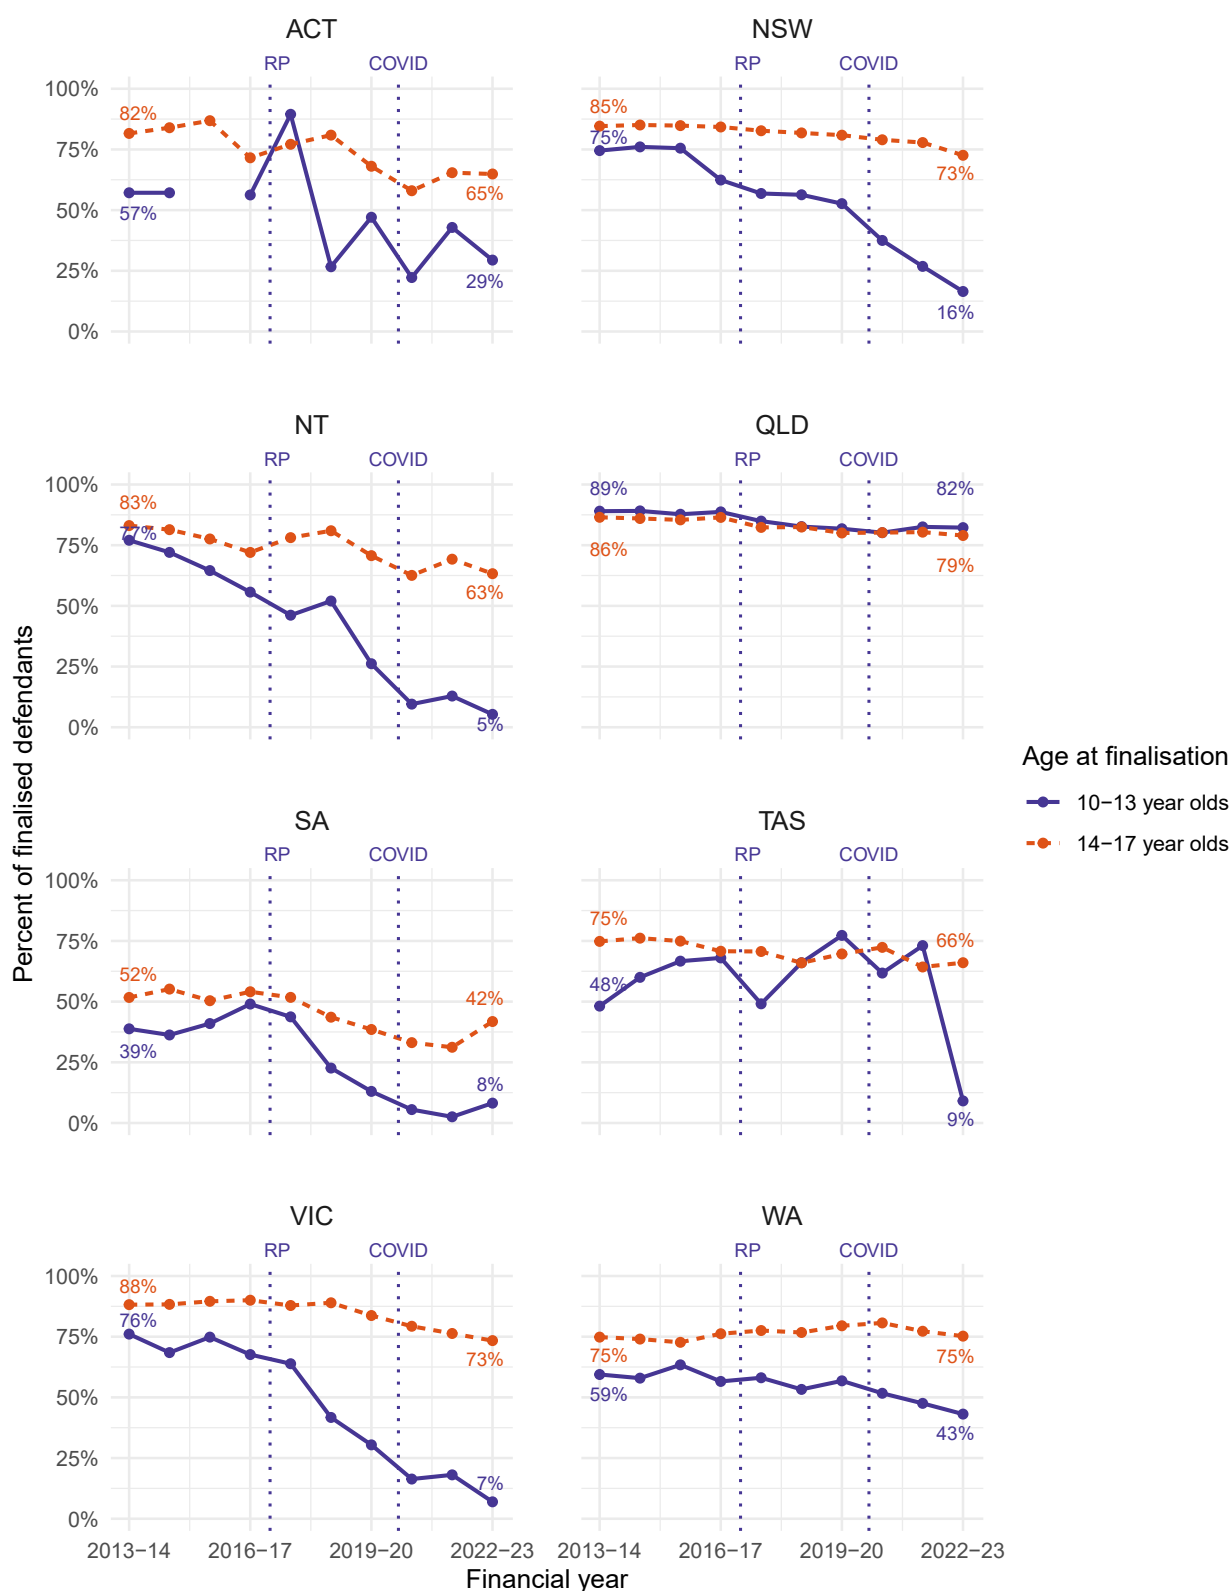 ACT
NSW
RP COVID
RP COVID
100%
75%
50%
25%
0%
82%
57%
65%
29%
85%
75%
73%
16%
NT
QLD
RP COVID
RP COVID
100%
75%
50%
25%
0%
83%
77%
63%
5%
89%
86%
82%
79%
Percent of finalised defendants
Age at finalisation
10−13 year olds
14−17 year olds
SA
TAS
RP COVID
RP COVID
100%
75%
50%
25%
0%
52%
39%
42%
8%
75%
48%
66%
9%
VIC
WA
RP COVID
RP COVID
100%
75%
50%
25%
0%
88%
76%
73%
7%
75%
59%
75%
43%
2013−14 2016−17 2019−20 2022−23
2013−14 2016−17 2019−20 2022−23
Financial year